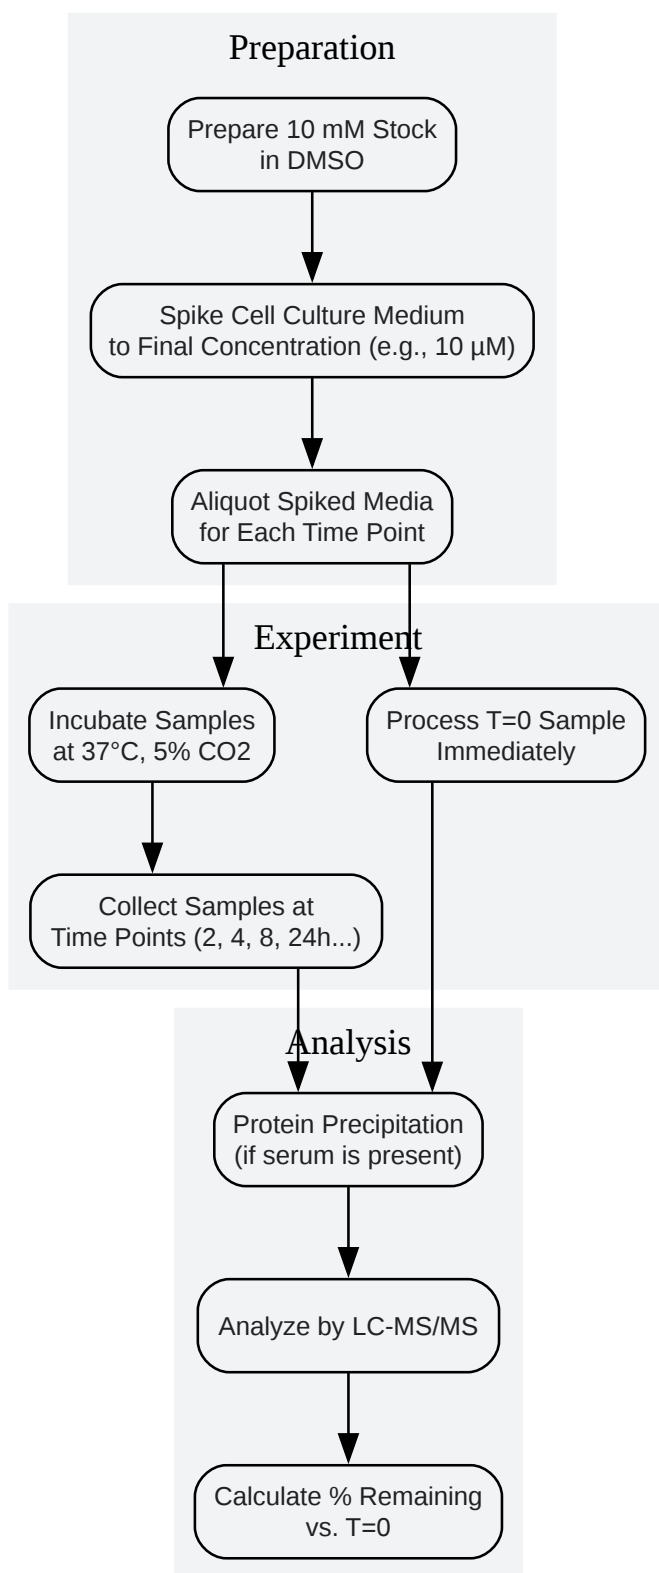 Preparation
Prepare 10 mM Stock
in DMSO
Spike Cell Culture Medium
to Final Concentration (e.g., 10 µM)
Aliquot Spiked Media
for Each Time Point
Experiment
Incubate Samples
at 37°C, 5% CO2
Process T=0 Sample
Immediately
Collect Samples at
Time Points (2, 4, 8, 24h...)
Analysis
Protein Precipitation
(if serum is present)
Analyze by LC-MS/MS
Calculate % Remaining
vs. T=0